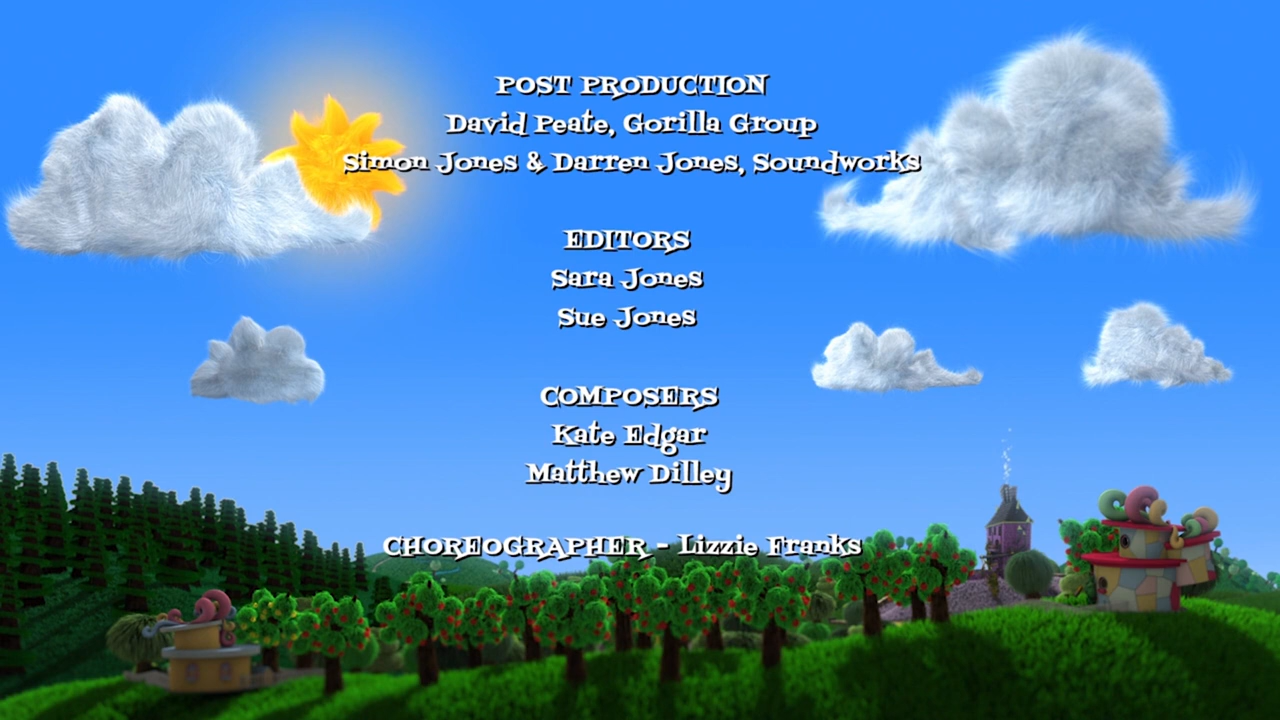 POST PRODUCTION
David Peate, Gorilla Group
Simon Jones & Darren Jones, Soundworks
EDITORS
Sara Jones
Sue Jones
COMPOSERS
Kate Edgar
Matthew Dilley
CHOREOGRAPHER - Lizzie Franks